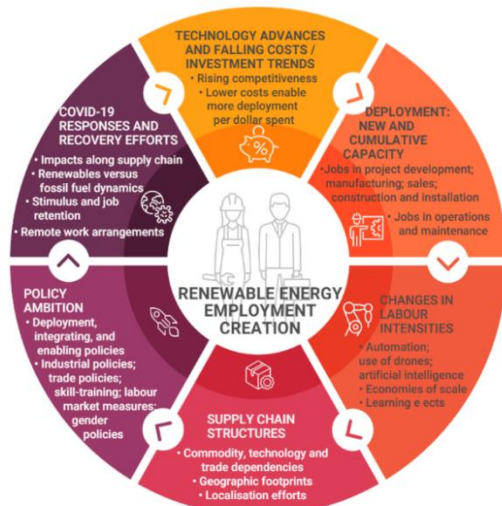 TECHNOLOGY ADVANCES
AND FALLING COSTS /
INVESTMENT TRENDS
• Rising competitiveness
• Lower costs enable
more deployment
per dollar spent
DEPLOYMENT:
NEW AND
CUMULATIVE
CAPACITY
• Jobs in project development;
manufacturing; sales;
construction and installation
• Jobs in operations
and maintenance
CHANGES IN
LABOUR
INTENSITIES
• Automation;
use of drones;
artificial intelligence
• Economies of scale
• Learning e ects
SUPPLY CHAIN
STRUCTURES
• Commodity, technology and
trade dependencies
• Geographic footprints
• Localisation efforts
POLICY
AMBITION
• Deployment,
integrating, and
enabling policies
• Industrial policies;
trade policies;
skill-training; labour
market measures;
gender
policies
COVID-19
RESPONSES AND
RECOVERY EFFORTS
• Impacts along supply chain
• Renewables versus
fossil fuel dynamics
• Stimulus and job
retention
• Remote work arrangements
%
RENEWABLE ENERGY
EMPLOYMENT
CREATION